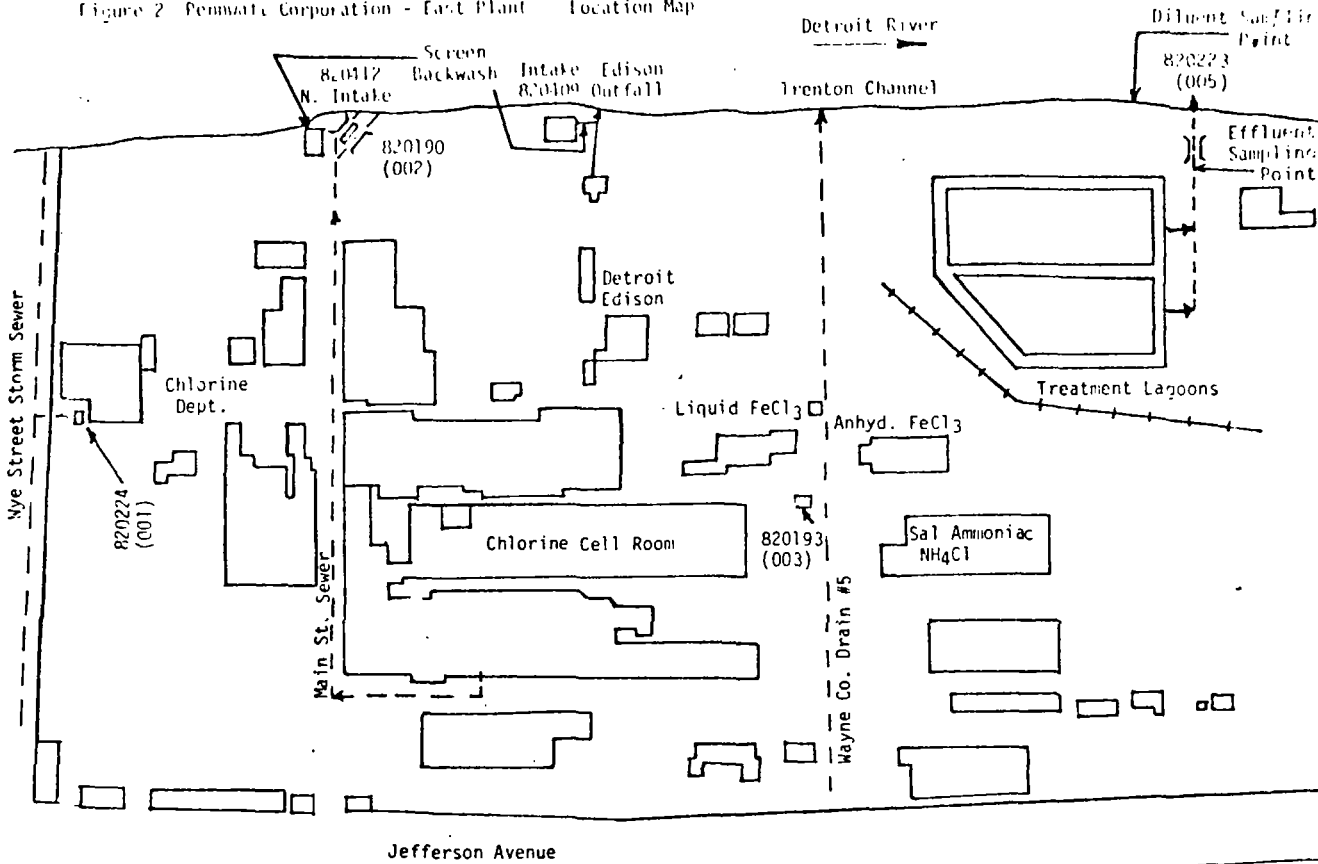 Figure 2 Pennwalt Corporation - East Plant Location Map
Detroit River
Diluent Sampling
Point
820223
(005)
Screen
Backwash
820417
N. Intake
Intake
820409
Edison
Outfall
Trenton Channel
820190
(002)
Effluent
Sampling
Point
Detroit
Edison
Nye Street Storm Sewer
Chlorine
Dept.
Treatment Lagoons
Liquid FeCl3
Anhyd. FeCl3
820224
(001)
Chlorine Cell Room
820193
(003)
Sal Ammoniac
NH4Cl
Main St. Sewer
Wayne Co. Drain #5
Jefferson Avenue